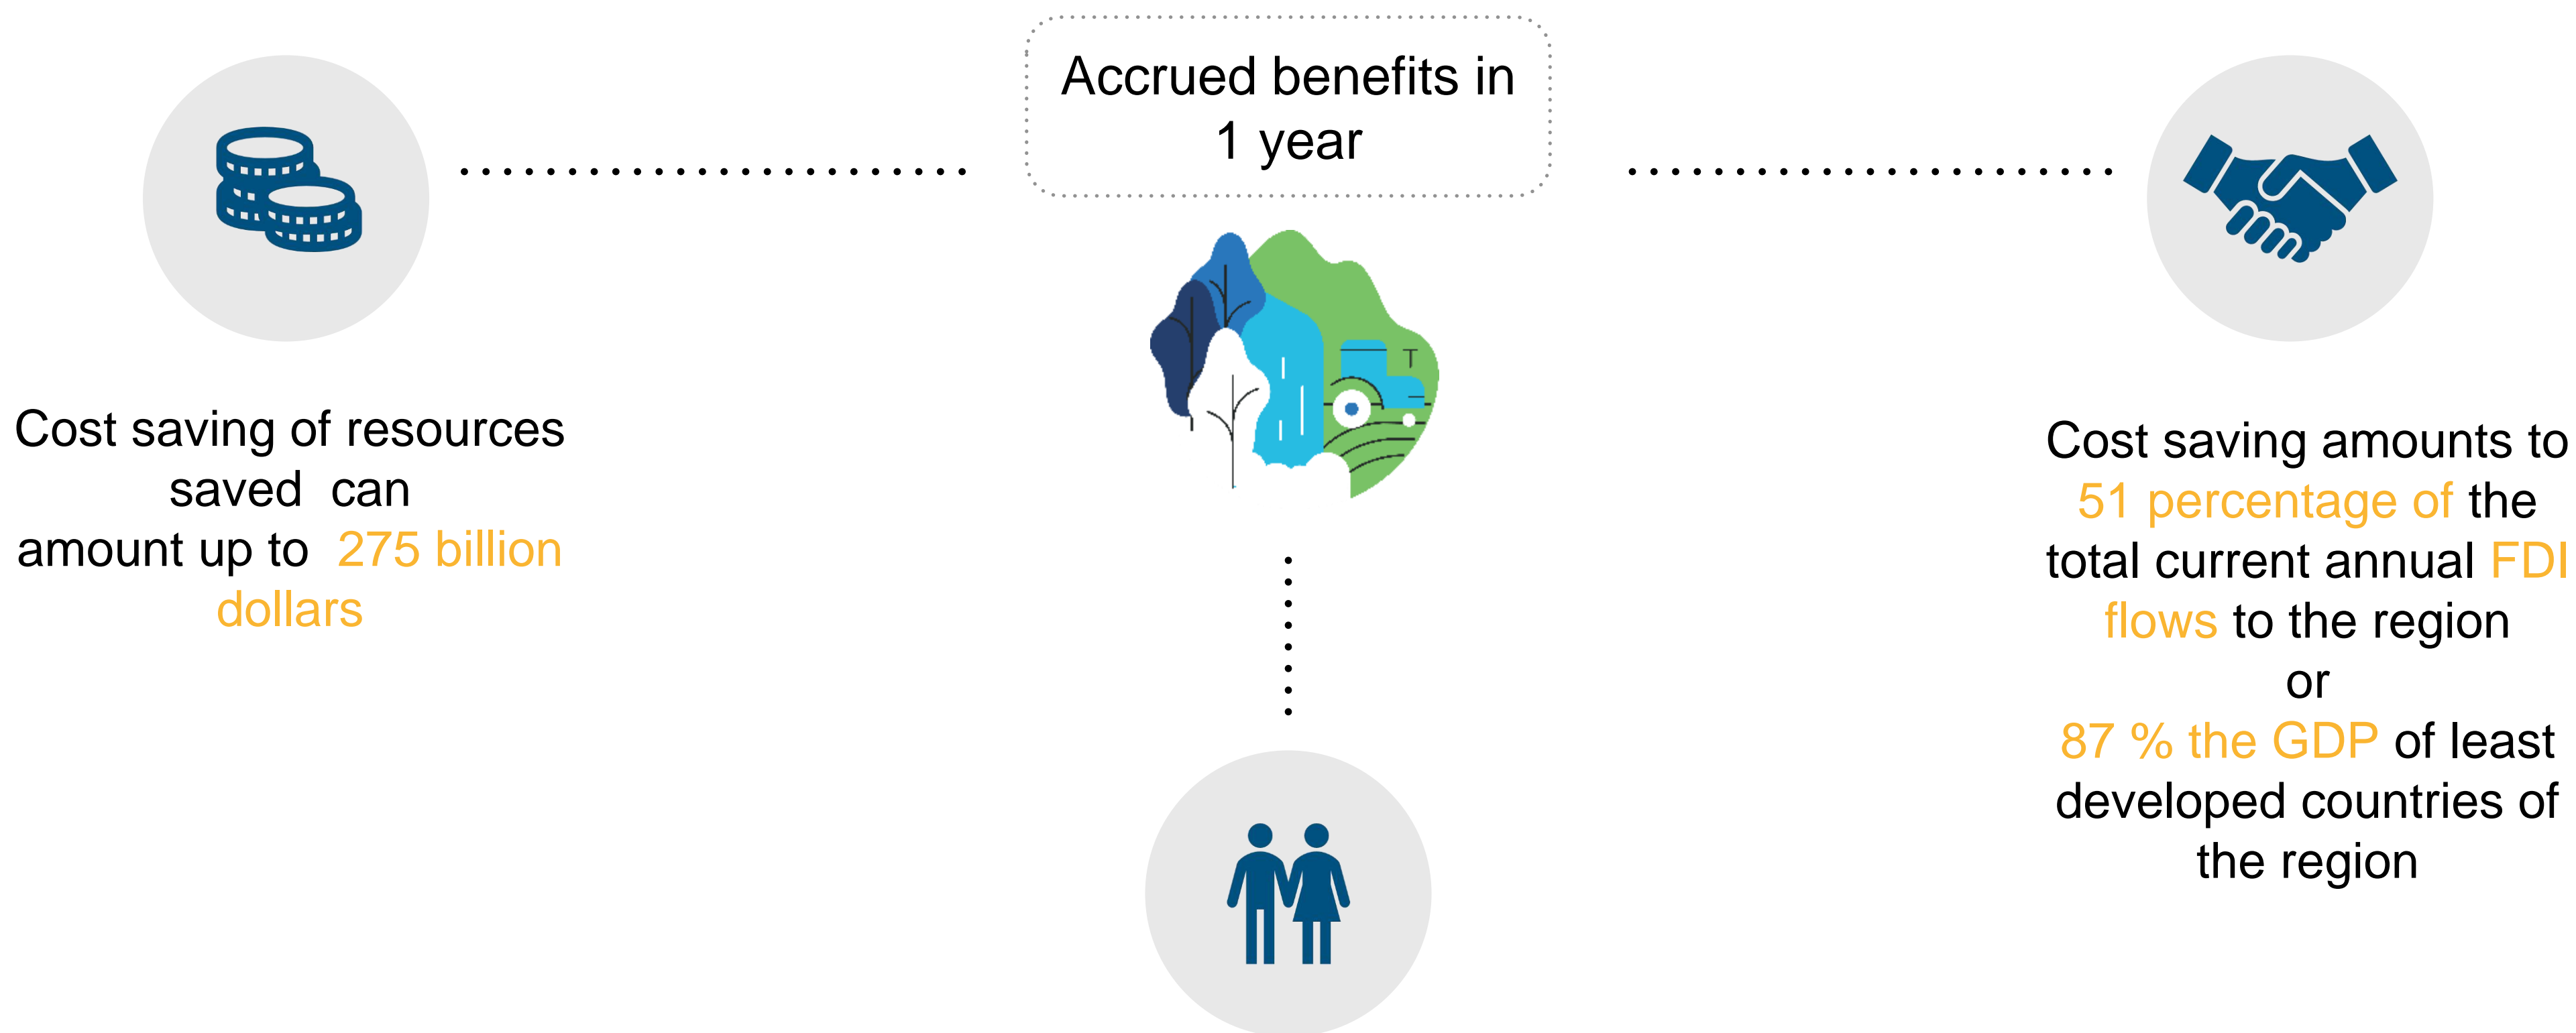 Accrued benefits in
1 year
Cost saving of resources
saved can
amount up to 275 billion
dollars
Cost saving amounts to
51 percentage of the
total current annual FDI
flows to the region
or
87 % the GDP of least
developed countries of
the region